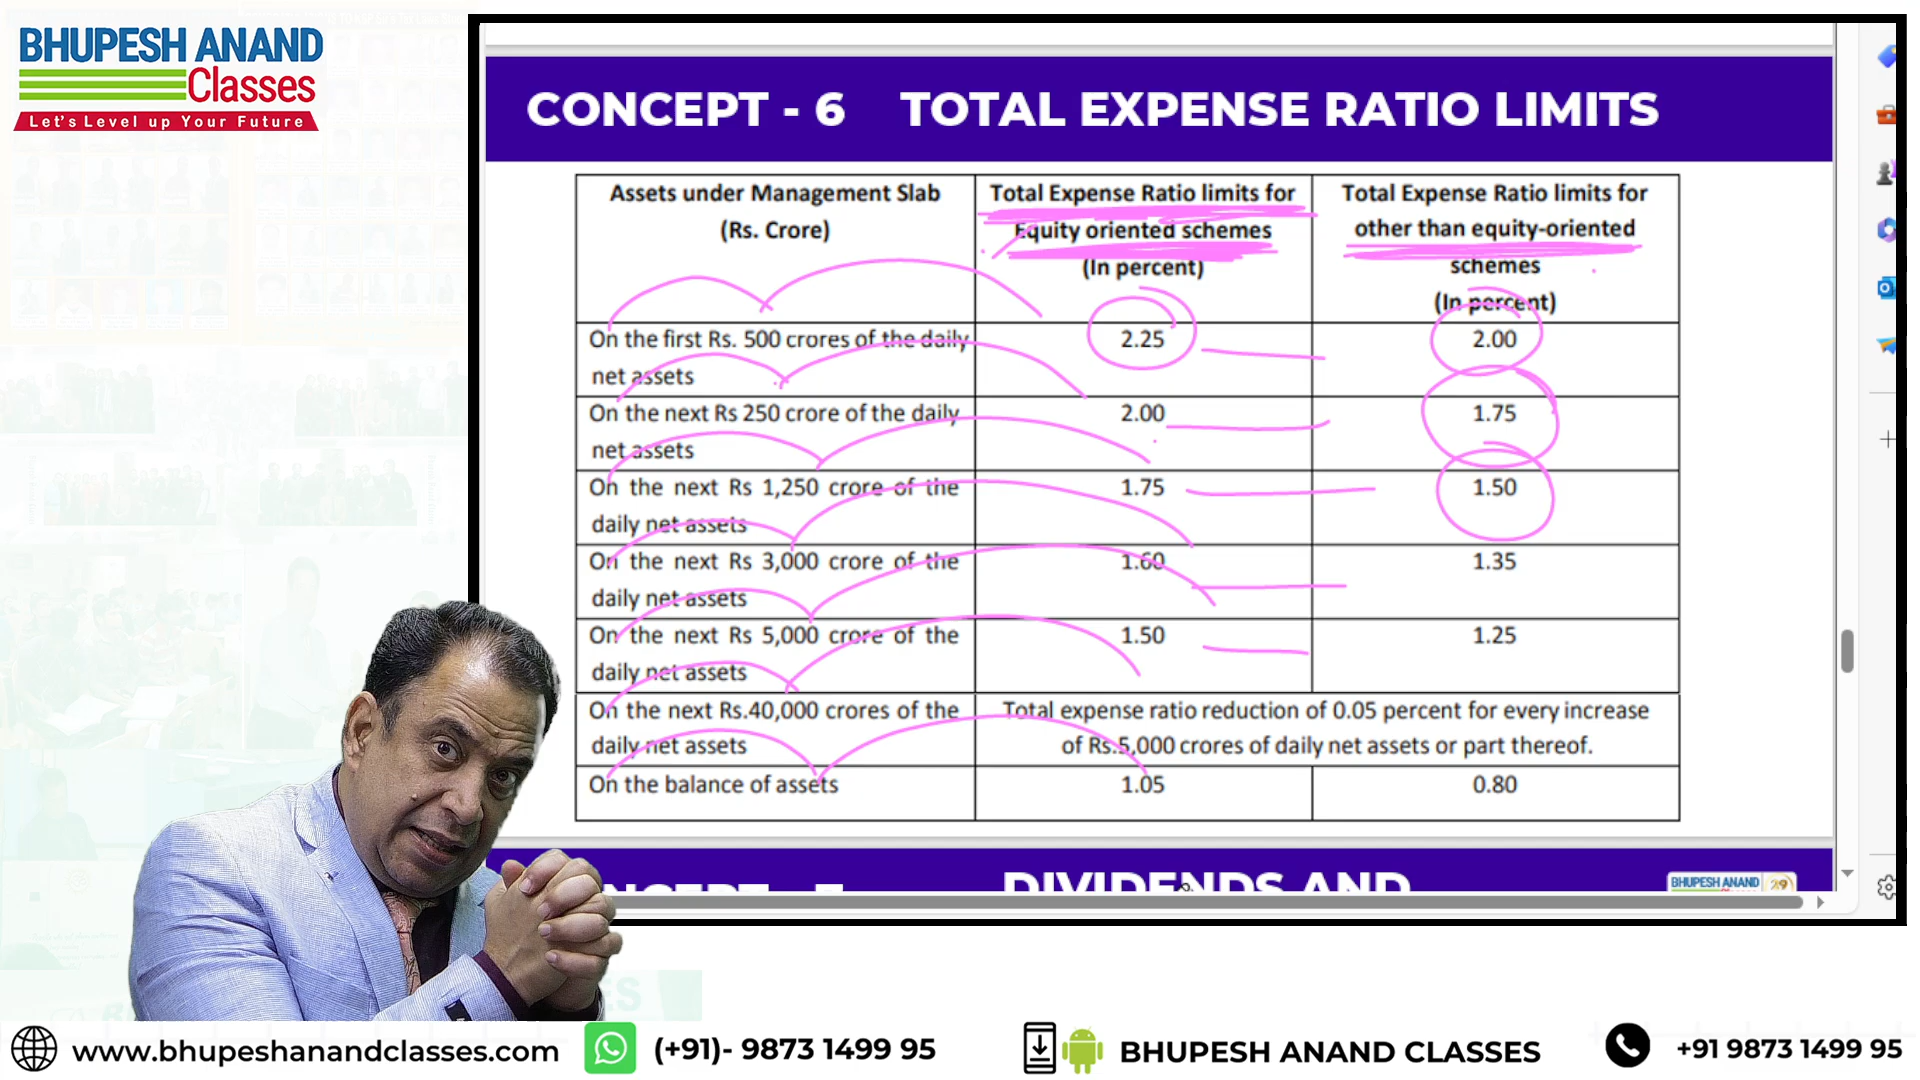 BHUPESH ANAND
Classes
Let's Level up Your Future
CONCEPT - 6 TOTAL EXPENSE RATIO LIMITS
Assets under Management Slab
(Rs. Crore)
Total Expense Ratio limits for
Equity oriented schemes
(In percent)
Total Expense Ratio limits for
other than equity-oriented
schemes
(In percent)
On the first Rs. 500 crores of the daily
net assets
2.25
2.00
On the next Rs 250 crore of the daily
net assets
2.00
1.75
On the next Rs 1,250 crore of the
daily net assets
1.75
1.50
On the next Rs 3,000 crore of the
daily net assets
1.60
1.35
On the next Rs 5,000 crore of the
daily net assets
1.50
1.25
On the next Rs.40,000 crores of the
daily net assets
Total expense ratio reduction of 0.05 percent for every increase
of Rs.5,000 crores of daily net assets or part thereof.
On the balance of assets
1.05
0.80
DIVIDENDS AND
BHUPESH ANAND
29
www.bhupeshanandclasses.com
(+91)- 9873 1499 95
BHUPESH ANAND CLASSES
+91 9873 1499 95